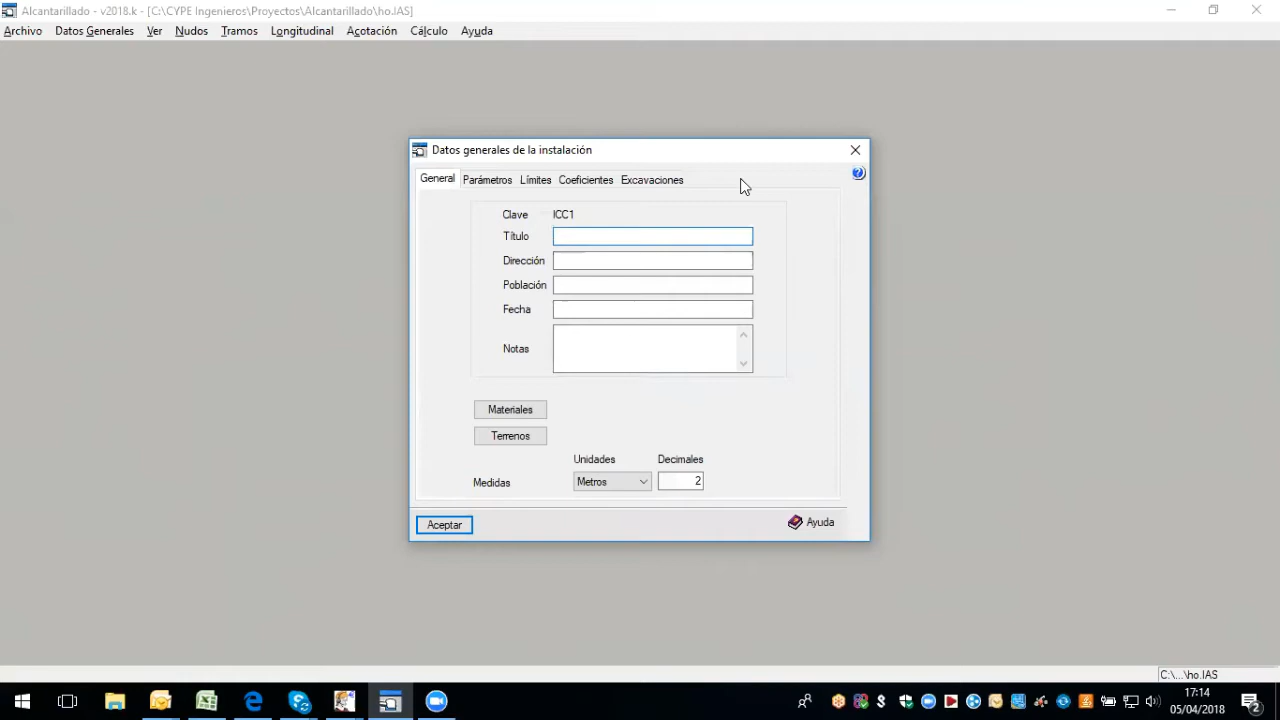 Alcantarillado - v2018.k - [C:\CYPE Ingenieros\Proyectos\Alcantarillado\ho.IAS]
Archivo Datos Generales Ver Nudos Tramos Longitudinal Acotación Cálculo Ayuda
Datos generales de la instalación
General Parámetros Límites Coeficientes Excavaciones
Clave ICC1
Título
Dirección
Población
Fecha
Notas
Materiales
Terrenos
Unidades Decimales
Medidas Metros 2
Aceptar Ayuda
C:\...\ho.IAS
17:14
05/04/2018
2